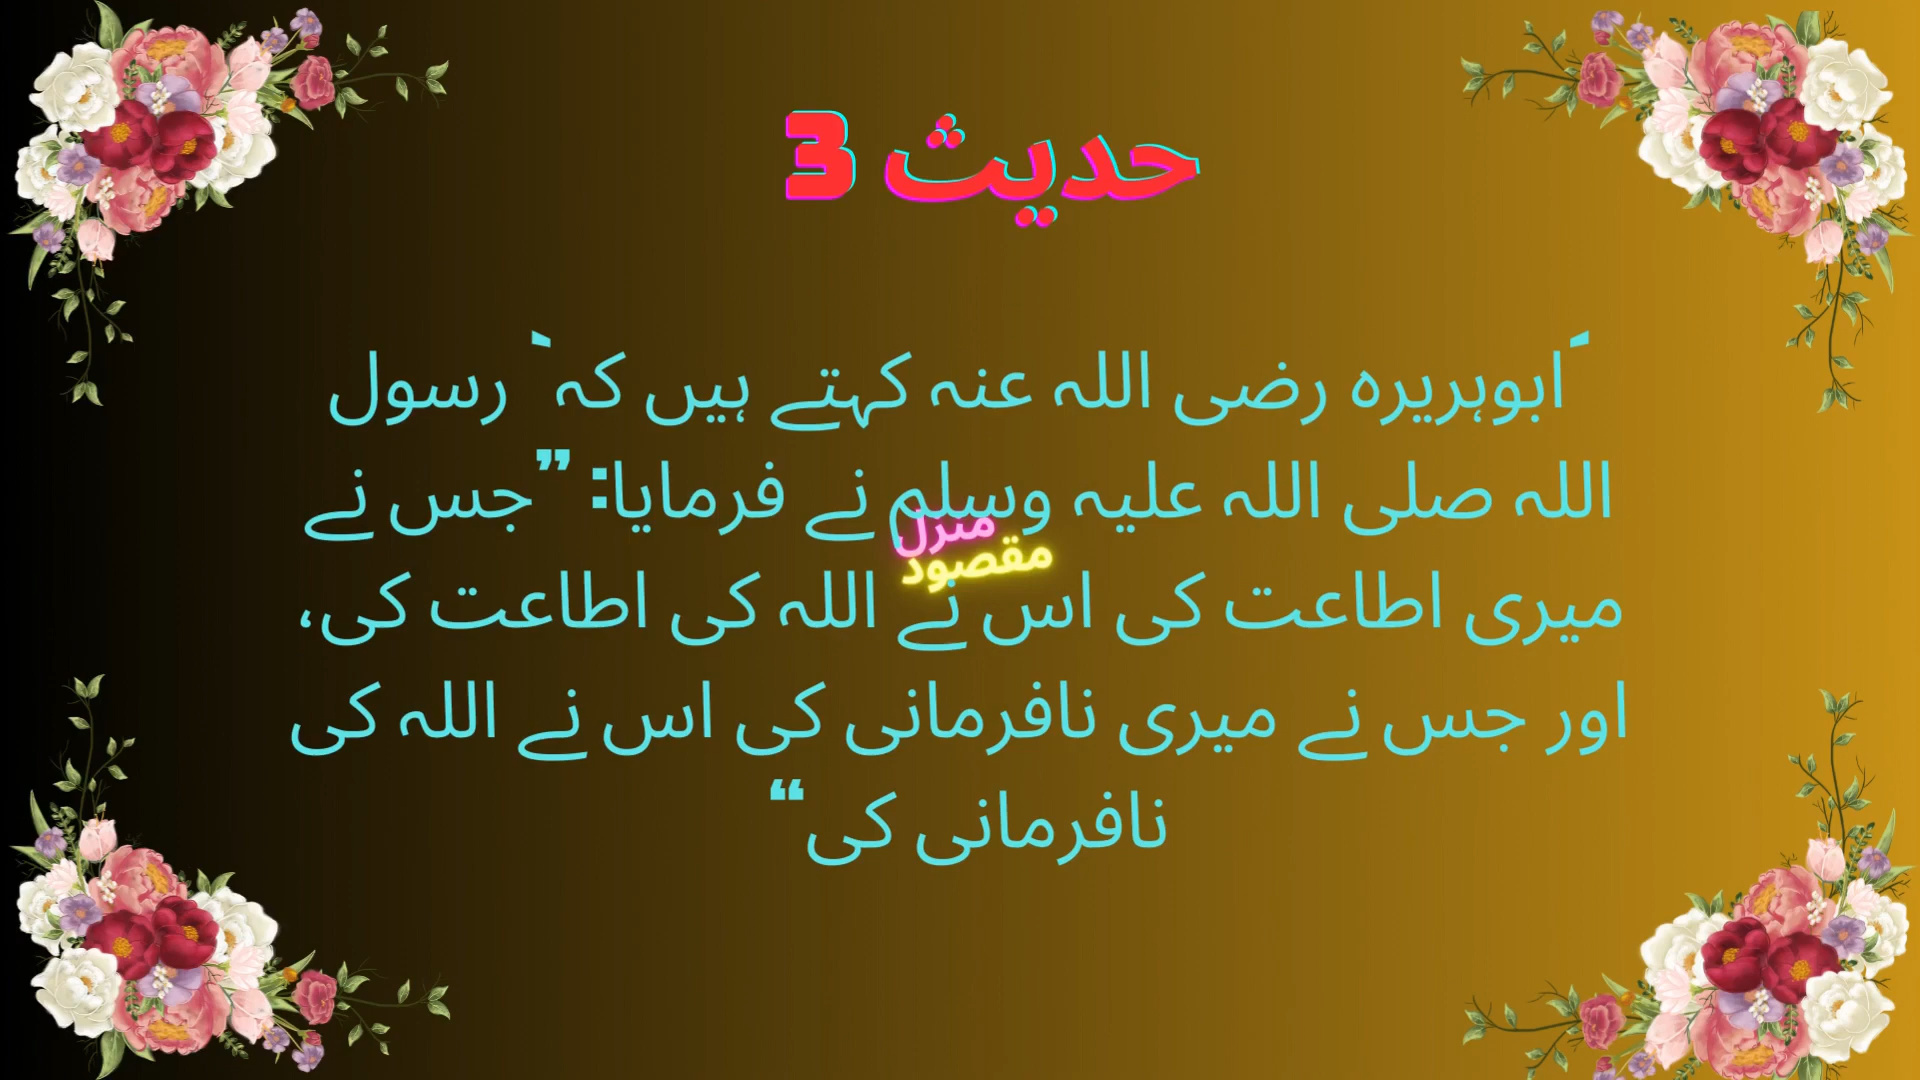 حدیث 3
´ابوہریرہ رضی اللہ عنہ کہتے ہیں کہ` رسول
اللہ صلی اللہ علیہ وسلم نے فرمایا: ”جس نے
منزل
مقصود
میری اطاعت کی اس نے اللہ کی اطاعت کی،
اور جس نے میری نافرمانی کی اس نے اللہ کی
نافرمانی کی“